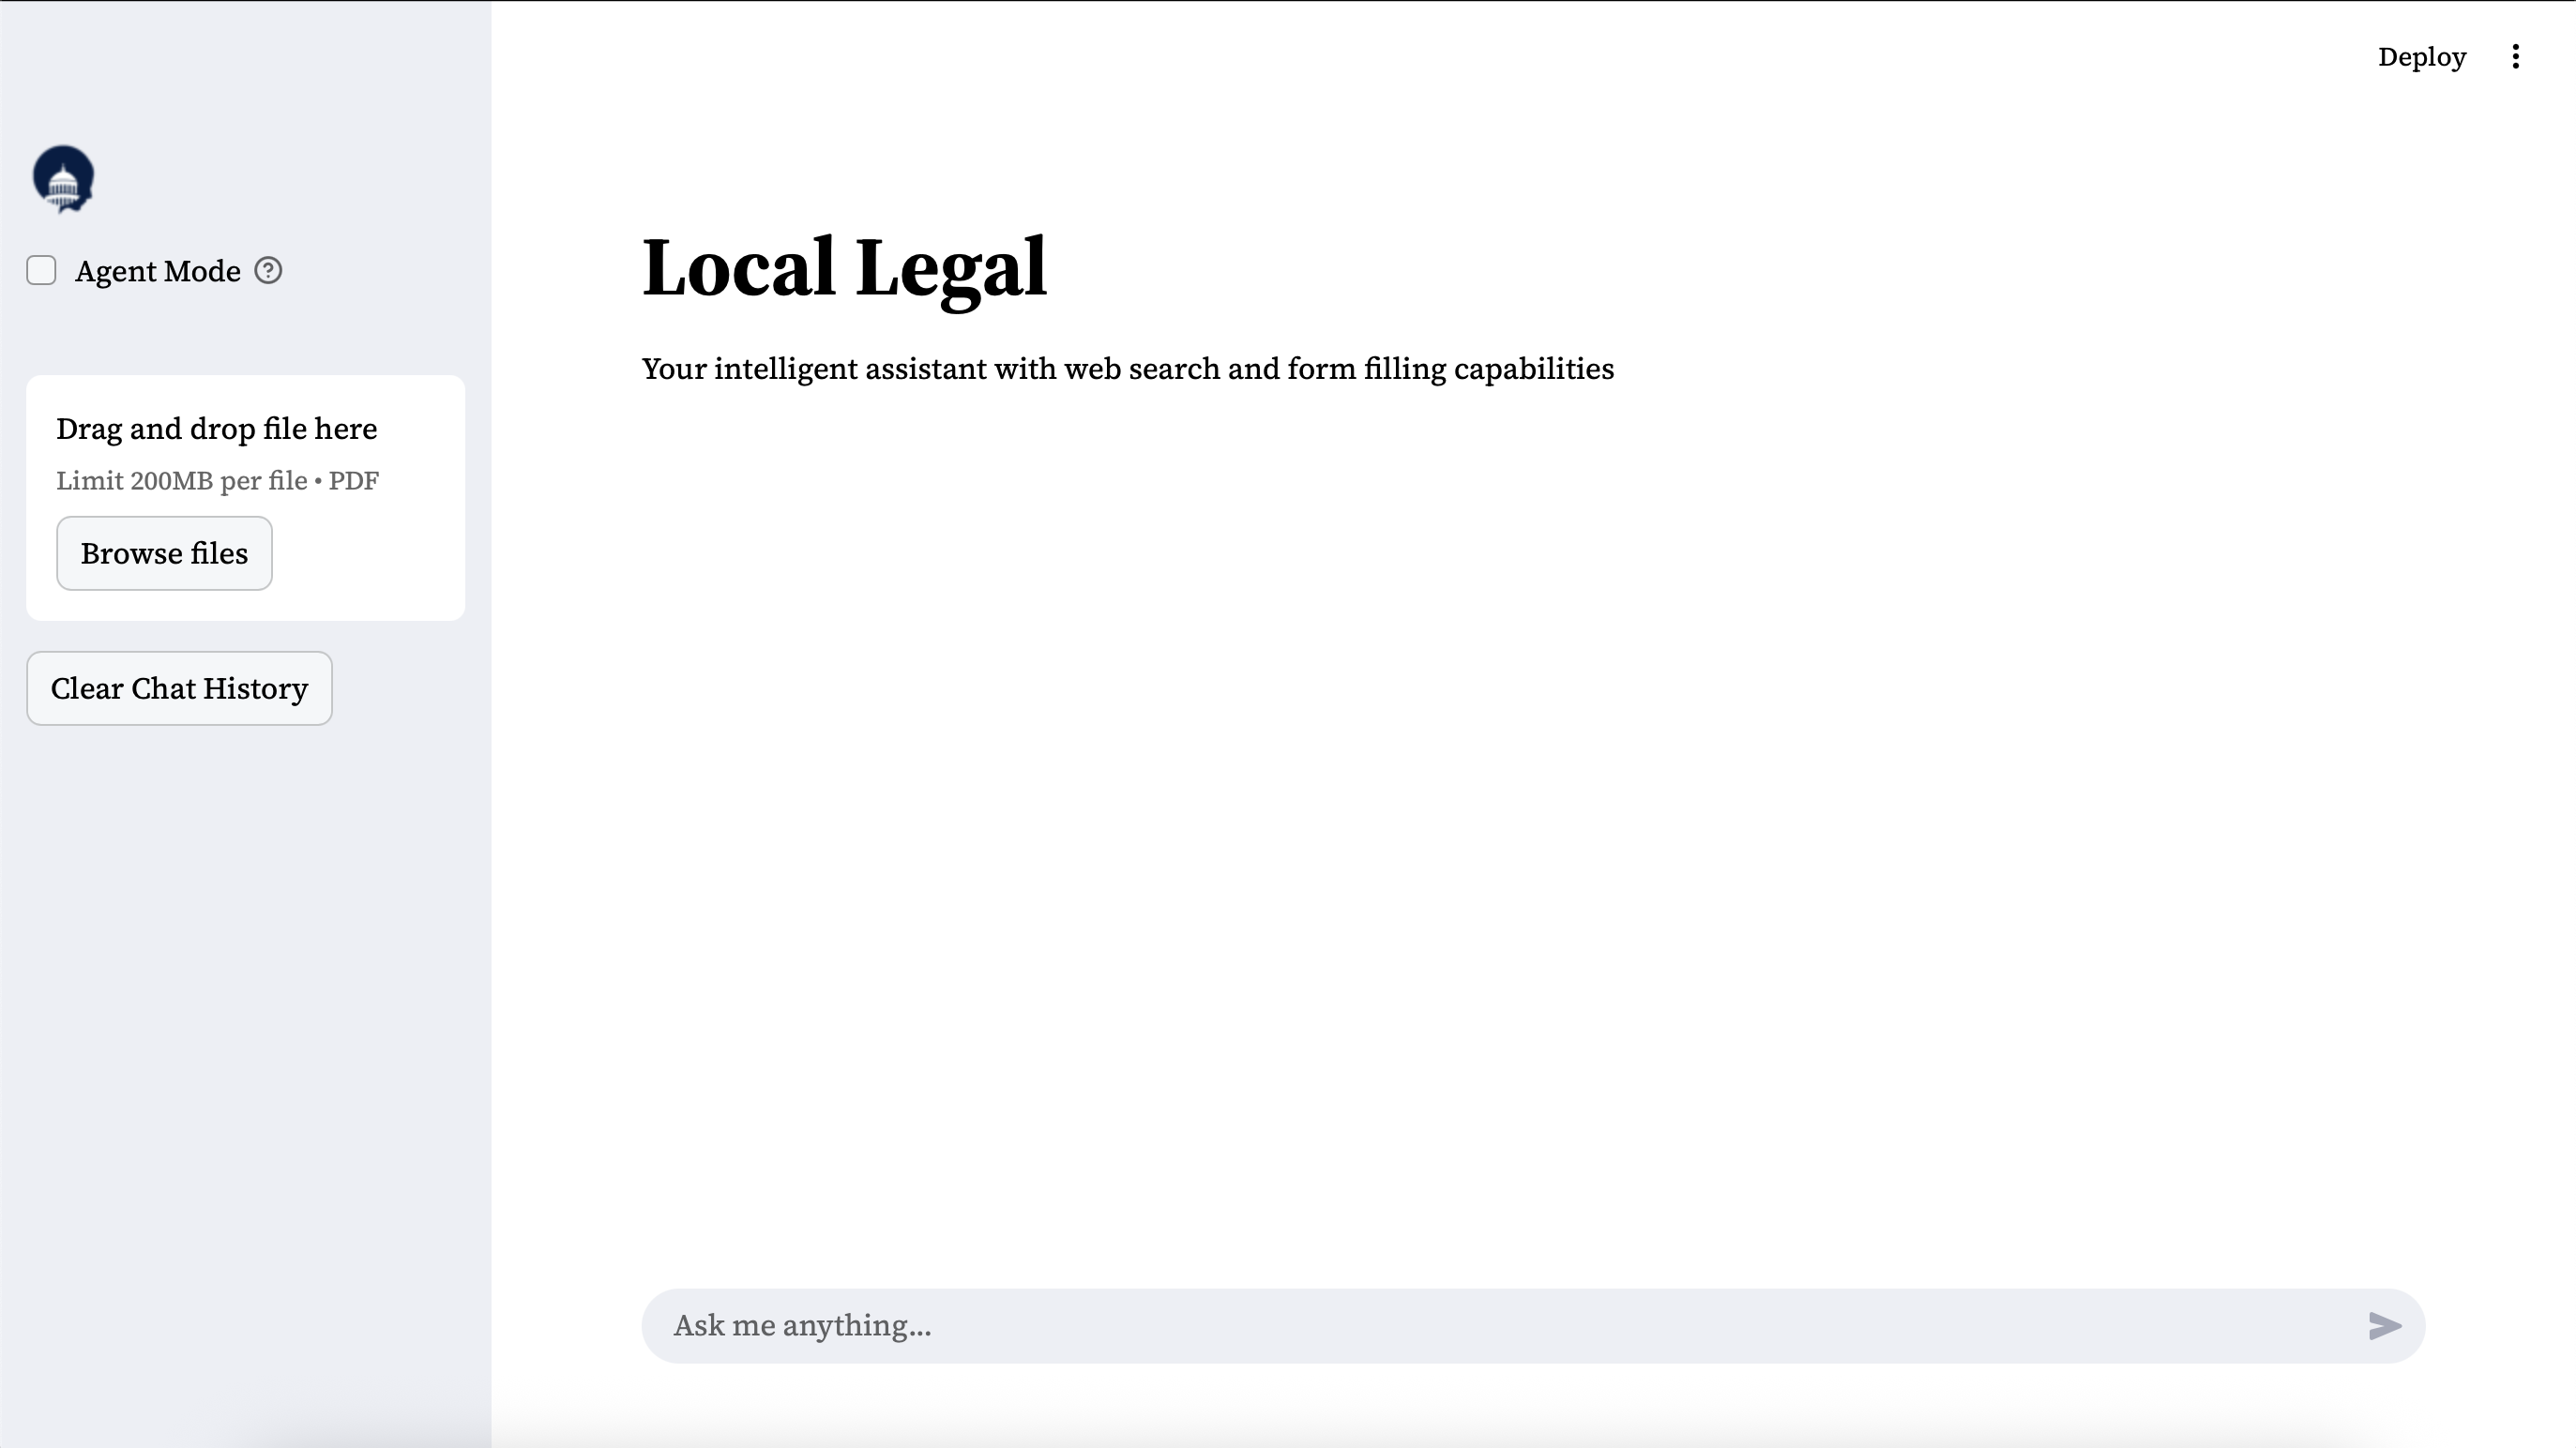 Deploy
Agent Mode
Drag and drop file here
Limit 200MB per file • PDF
Browse files
Clear Chat History
Local Legal
Your intelligent assistant with web search and form filling capabilities
Ask me anything...